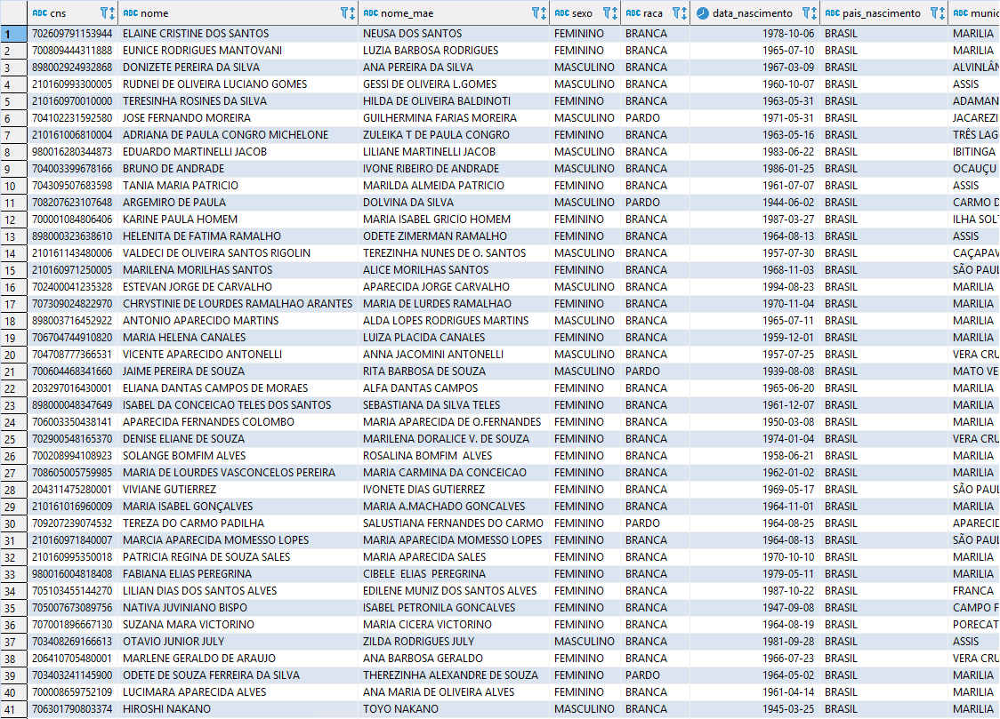 ABC cns ABC nome ABC nome_mae ABC sexo ABC raca data_nascimento ABC pais_nascimento ABC munic
1 702609791153944 ELAINE CRISTINE DOS SANTOS NEUSA DOS SANTOS FEMININO BRANCA 1978-10-06 BRASIL MARILIA
2 700809444311888 EUNICE RODRIGUES MANTOVANI LUZIA BARBOSA RODRIGUES FEMININO BRANCA 1965-07-10 BRASIL MARILIA
3 898002924932868 DONIZETE PEREIRA DA SILVA ANA PEREIRA DA SILVA MASCULINO BRANCA 1967-03-09 BRASIL ALVINLÂN
4 210160993300005 RUDNEI DE OLIVEIRA LUCIANO GOMES GESSI DE OLIVEIRA L.GOMES MASCULINO BRANCA 1960-10-07 BRASIL ASSIS
5 210160970010000 TERESINHA ROSINES DA SILVA HILDA DE OLIVEIRA BALDINOTI FEMININO BRANCA 1963-05-31 BRASIL ADAMAN
6 704102231592580 JOSE FERNANDO MOREIRA GUILHERMINA FARIAS MOREIRA MASCULINO PARDO 1971-05-31 BRASIL JACAREZI
7 210161006810004 ADRIANA DE PAULA CONGRO MICHELONE ZULEIKA T DE PAULA CONGRO FEMININO BRANCA 1963-05-16 BRASIL TRÊS LAG
8 980016280344873 EDUARDO MARTINELLI JACOB LILIANE MARTINELLI JACOB MASCULINO BRANCA 1983-06-22 BRASIL IBITINGA
9 704003399678166 BRUNO DE ANDRADE IVONE RIBEIRO DE ANDRADE MASCULINO BRANCA 1986-01-25 BRASIL OCAUÇU
10 704309507683598 TANIA MARIA PATRICIO MARILDA ALMEIDA PATRICIO FEMININO BRANCA 1961-07-07 BRASIL ASSIS
11 708207623107648 ARGEMIRO DE PAULA DOLVINA DA SILVA MASCULINO PARDO 1944-06-02 BRASIL CARMO D
12 700001084806406 KARINE PAULA HOMEM MARIA ISABEL GRICIO HOMEM FEMININO BRANCA 1987-03-27 BRASIL ILHA SOLT
13 898000323638610 HELENITA DE FATIMA RAMALHO ODETE ZIMERMAN RAMALHO FEMININO BRANCA 1964-08-13 BRASIL ASSIS
14 210161143480006 VALDECI DE OLIVEIRA SANTOS RIGOLIN TEREZINHA NUNES DE O. SANTOS MASCULINO BRANCA 1957-07-30 BRASIL CAÇAPAV
15 210160971250005 MARILENA MORILHAS SANTOS ALICE MORILHAS SANTOS FEMININO BRANCA 1968-11-03 BRASIL SÃO PAUL
16 702400041235328 ESTEVAN JORGE DE CARVALHO APARECIDA JORGE CARVALHO MASCULINO BRANCA 1994-08-23 BRASIL MARILIA
17 707309024822970 CHRYSTINIE DE LOURDES RAMALHAO ARANTES MARIA DE LURDES RAMALHAO FEMININO BRANCA 1970-11-04 BRASIL MARILIA
18 898003716452922 ANTONIO APARECIDO MARTINS ALDA LOPES RODRIGUES MARTINS MASCULINO BRANCA 1965-07-11 BRASIL MARILIA
19 706704744910820 MARIA HELENA CANALES LUIZA PLACIDA CANALES FEMININO BRANCA 1959-12-01 BRASIL MARILIA
20 704708777366531 VICENTE APARECIDO ANTONELLI ANNA JACOMINI ANTONELLI MASCULINO BRANCA 1957-07-25 BRASIL VERA CRU
21 700604468341660 JAIME PEREIRA DE SOUZA RITA BARBOSA DE SOUZA MASCULINO PARDO 1939-08-08 BRASIL MATO VE
22 203297016430001 ELIANA DANTAS CAMPOS DE MORAES ALFA DANTAS CAMPOS FEMININO BRANCA 1965-06-20 BRASIL MARILIA
23 898000048347649 ISABEL DA CONCEICAO TELES DOS SANTOS SEBASTIANA DA SILVA TELES FEMININO BRANCA 1961-12-07 BRASIL MARILIA
24 706003350438141 APARECIDA FERNANDES COLOMBO MARIA APARECIDA DE O.FERNANDES FEMININO BRANCA 1950-03-08 BRASIL MARILIA
25 702900548165370 DENISE ELIANE DE SOUZA MARILENA DORALICE V. DE SOUZA FEMININO BRANCA 1974-01-04 BRASIL VERA CRU
26 700208994108923 SOLANGE BOMFIM ALVES ROSALINA BOMFIM  ALVES FEMININO BRANCA 1958-06-21 BRASIL MARILIA
27 708605005759985 MARIA DE LOURDES VASCONCELOS PEREIRA MARIA CARMINA DA CONCEICAO FEMININO BRANCA 1962-01-02 BRASIL MARILIA
28 204311475280001 VIVIANE GUTIERREZ IVONETE DIAS GUTIERREZ FEMININO BRANCA 1969-05-17 BRASIL SÃO PAUL
29 210161016960009 MARIA ISABEL GONÇALVES MARIA A.MACHADO GONCALVES FEMININO BRANCA 1964-11-01 BRASIL MARILIA
30 709207239074532 TEREZA DO CARMO PADILHA SALUSTIANA FERNANDES DO CARMO FEMININO PARDO 1964-08-25 BRASIL APARECID
31 210160971840007 MARCIA APARECIDA MOMESSO LOPES MARIA APARECIDA MOMESSO LOPES FEMININO BRANCA 1964-08-13 BRASIL SÃO PAUL
32 210160995350018 PATRICIA REGINA DE SOUZA SALES MARIA APARECIDA SALES FEMININO BRANCA 1970-10-10 BRASIL MARILIA
33 980016004818408 FABIANA ELIAS PEREGRINA CIBELE  ELIAS  PEREGRINA FEMININO BRANCA 1979-05-11 BRASIL MARILIA
34 705103455144270 LILIAN DIAS DOS SANTOS ALVES EDILENE MUNIZ DOS SANTOS ALVES FEMININO BRANCA 1987-10-22 BRASIL FRANCA
35 705007673089756 NATIVA JUVINIANO BISPO ISABEL PETRONILA GONCALVES FEMININO BRANCA 1947-09-08 BRASIL CAMPO F
36 707001896667130 SUZANA MARA VICTORINO MARIA CICERA VICTORINO FEMININO BRANCA 1964-08-19 BRASIL PORECAT
37 703408269166613 OTAVIO JUNIOR JULY ZILDA RODRIGUES JULY MASCULINO BRANCA 1981-09-28 BRASIL ASSIS
38 206410705480001 MARLENE GERALDO DE ARAUJO ANA BARBOSA GERALDO FEMININO BRANCA 1966-07-23 BRASIL VERA CRU
39 703403241145900 ODETE DE SOUZA FERREIRA DA SILVA THEREZINHA ALEXANDRE DE SOUZA FEMININO PARDO 1964-05-02 BRASIL MARILIA
40 700008659752109 LUCIMARA APARECIDA ALVES ANA MARIA DE OLIVEIRA ALVES FEMININO BRANCA 1961-04-14 BRASIL MARILIA
41 706301790803374 HIROSHI NAKANO TOYO NAKANO MASCULINO BRANCA 1945-03-25 BRASIL MARILIA